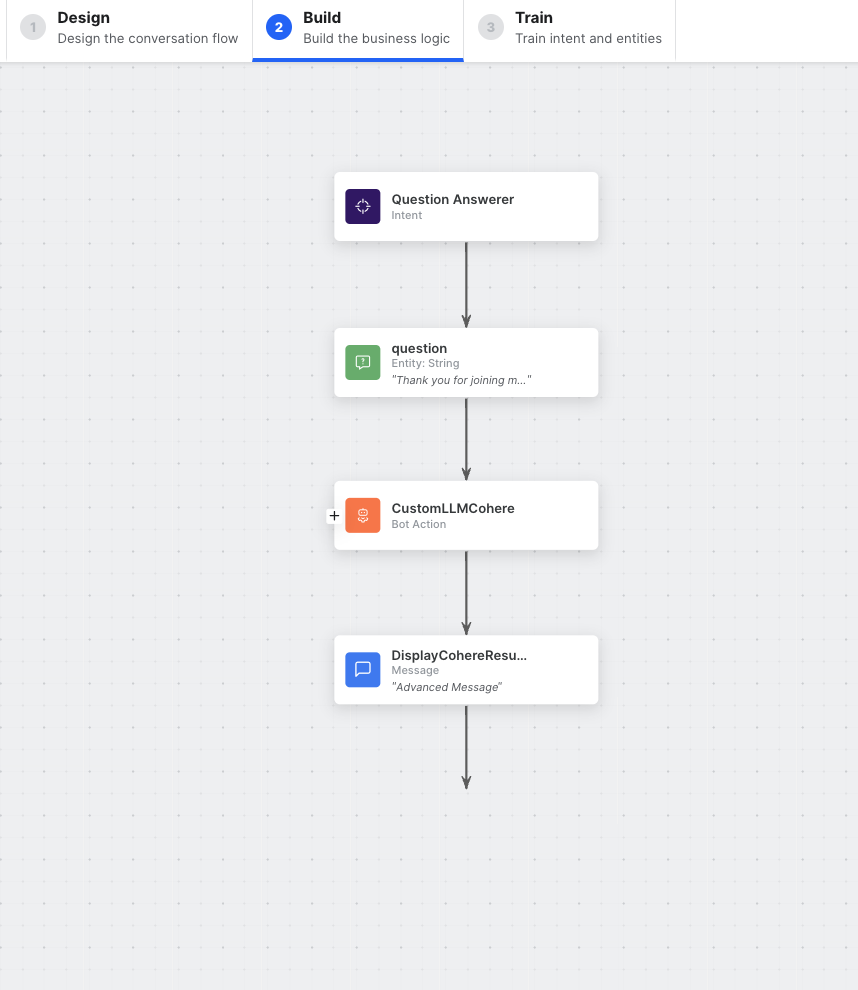 1
Design
Design the conversation flow
2
Build
Build the business logic
3
Train
Train intent and entities
Question Answerer
Intent
question
Entity: String
"Thank you for joining m..."
CustomLLMCohere
Bot Action
DisplayCohereResu...
Message
"Advanced Message"